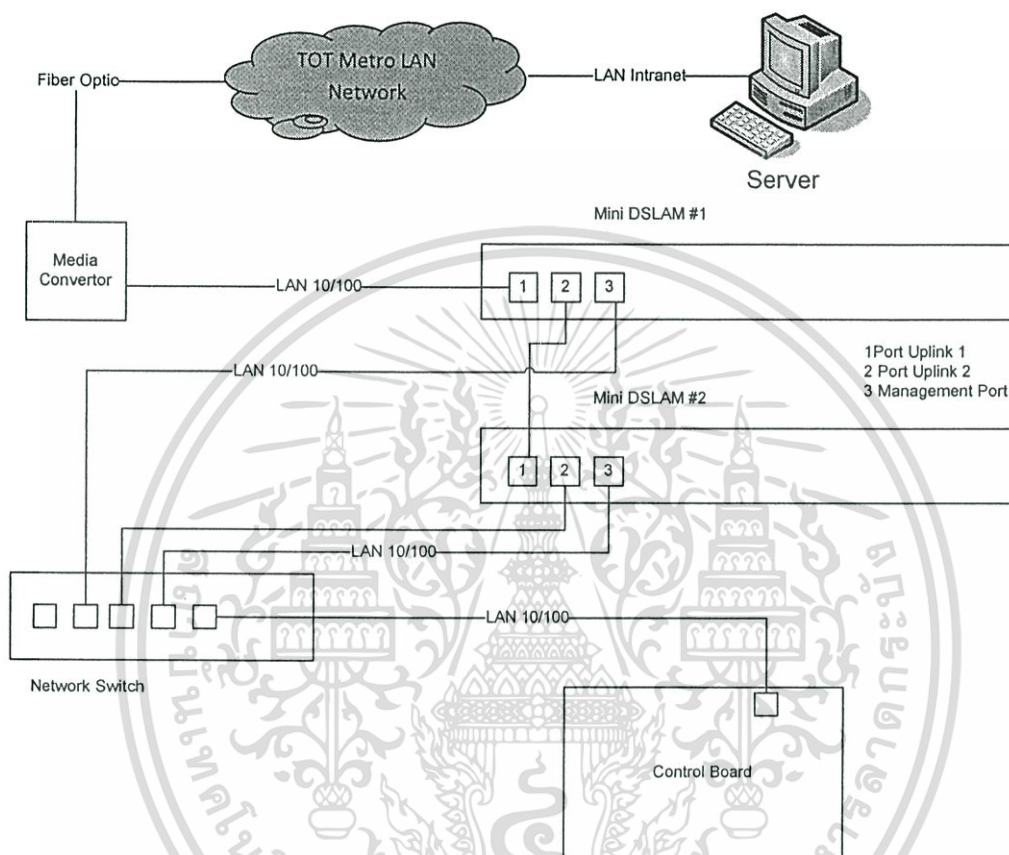 TOT Metro LAN
Network
Fiber Optic
LAN Intranet
Server
Mini DSLAM #1
Media
Convertor
LAN 10/100
1 2 3
1Port Uplink 1
2 Port Uplink 2
3 Management Port
LAN 10/100
Mini DSLAM #2
1 2 3
LAN 10/100
LAN 10/100
Network Switch
Control Board